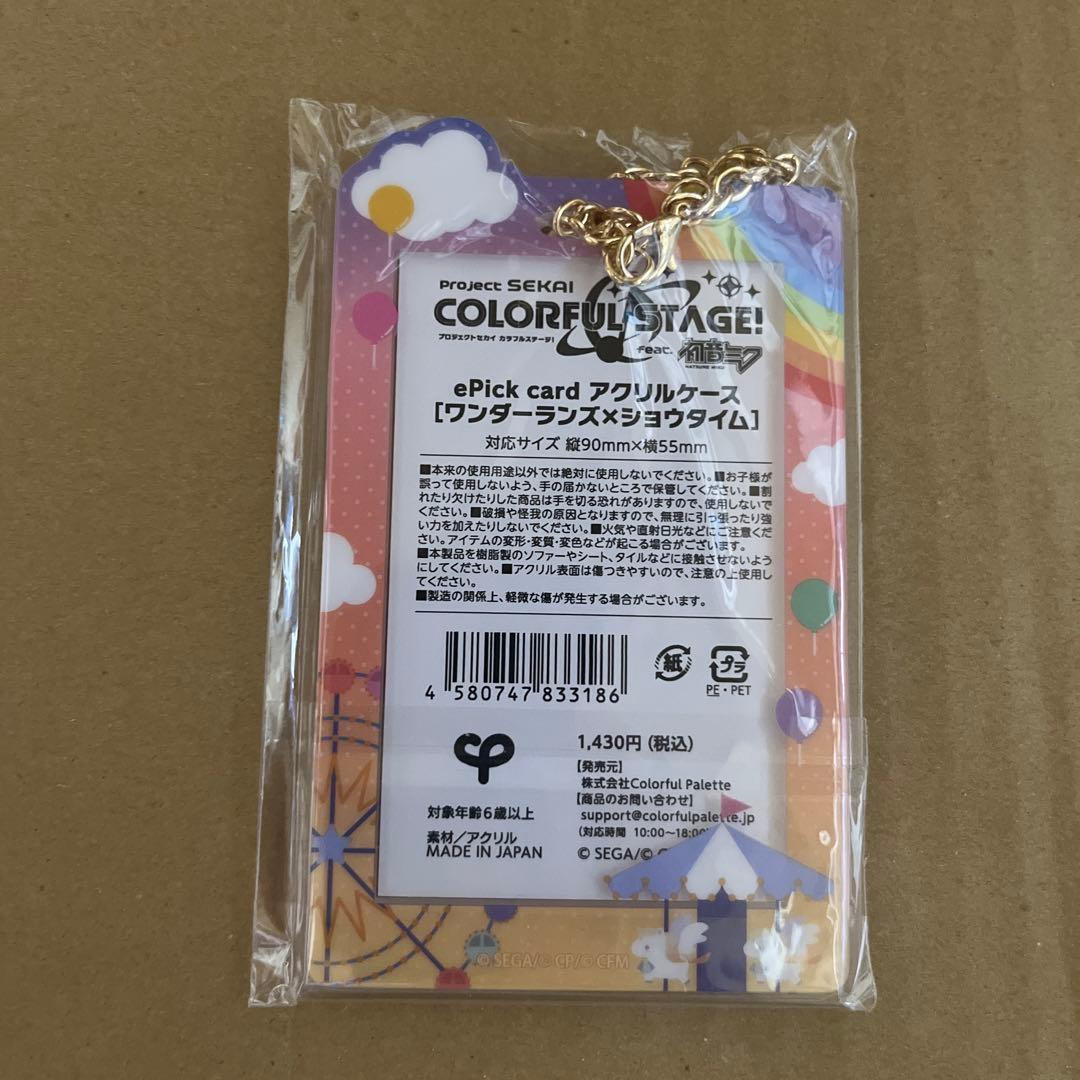 Project SEKAI
COLORFUL STAGE!
プロジェクトセカイ カラフルステージ!
feat. 初音ミク
HATSUNE MIKU
ePick card アクリルケース
[ワンダーランズ×ショウタイム]
対応サイズ 縦90mm×横55mm
■本来の使用用途以外では絶対に使用しないでください。■お子様が
誤って使用しないよう、手の届かないところで保管してください。■割
れたり欠けたりした商品は手を切る恐れがありますので、使用しないで
ください。■破損や怪我の原因となりますので、無理に引っ張ったり強
い力を加えたりしないでください。■火気や直射日光などにご注意くだ
さい。アイテムの変形・変質・変色などが起こる場合がございます。
■本製品を樹脂製のソファーやシート、タイルなどに接触させないよう
にしてください。■アクリル表面は傷つきやすいので、注意の上使用し
てください。
■製造の関係上、軽微な傷が発生する場合がございます。
4 580747 833186
紙
プラ
PE・PET
cp
1,430円(税込)
【発売元】
株式会社Colorful Palette
【商品のお問い合わせ】
support@colorfulpalette.jp
(対応時間 10:00〜18:00
対象年齢6歳以上
素材/アクリル
MADE IN JAPAN
© SEGA/©
© SEGA/© CP/© CFM